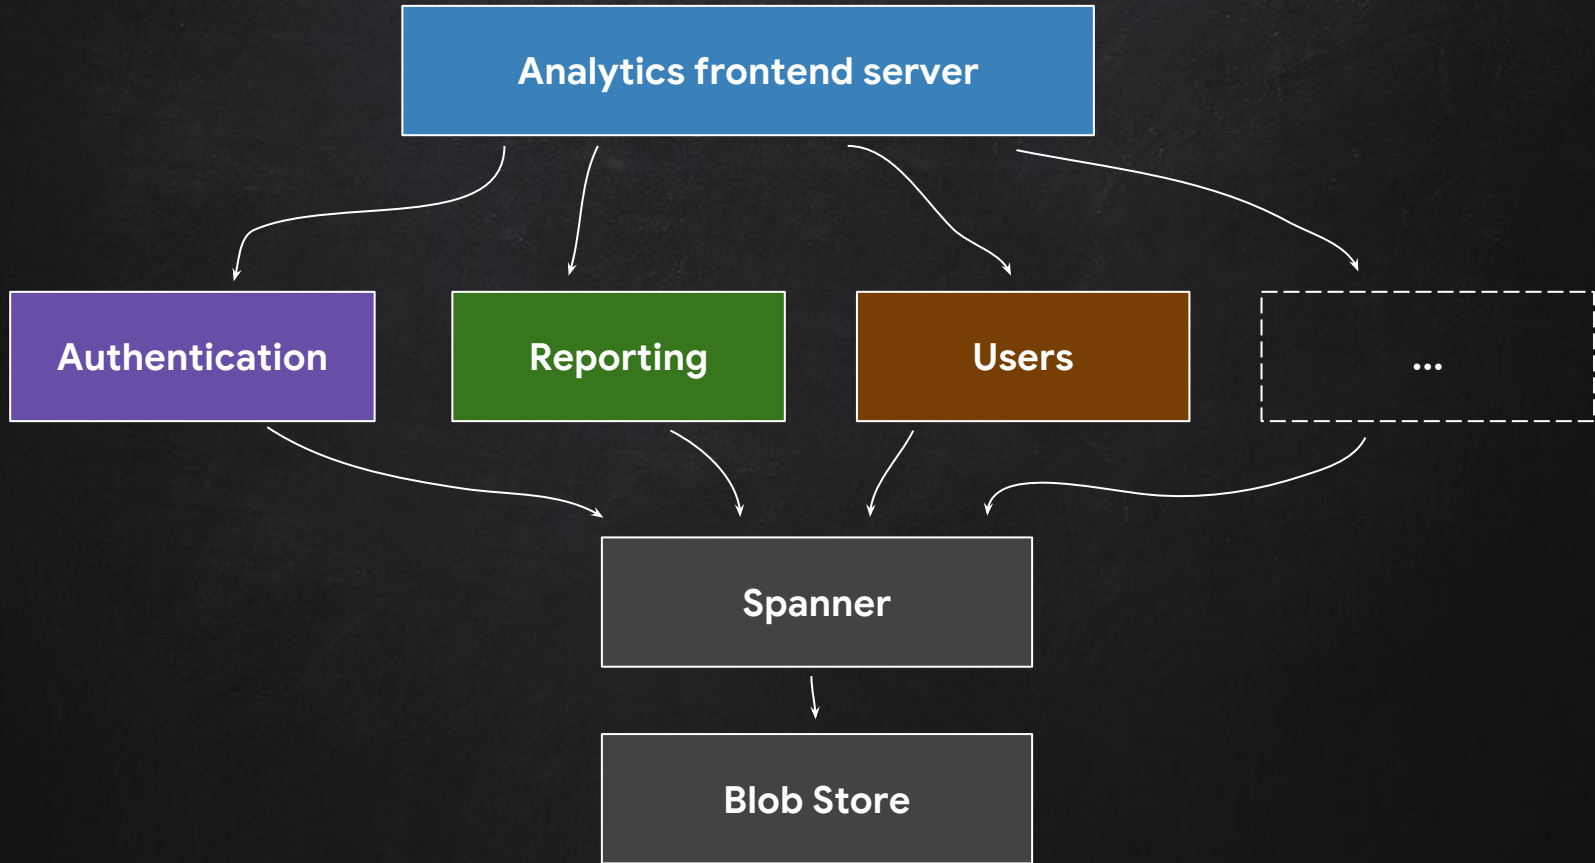 Analytics frontend server
Authentication
Reporting
Users
...
Spanner
Blob Store